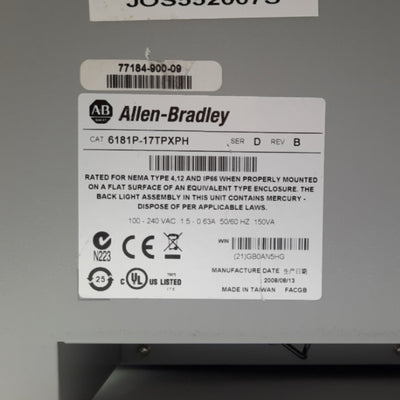 JOS532007S
77184-900-09
AB Allen-Bradley
CAT 6181P-17TPXPH SER D REV B
RATED FOR NEMA TYPE 4,12 AND IP66 WHEN PROPERLY MOUNTED
ON A FLAT SURFACE OF AN EQUIVALENT TYPE ENCLOSURE. THE
BACK LIGHT ASSEMBLY IN THIS UNIT CONTAINS MERCURY -
DISPOSE OF PER APPLICABLE LAWS.
100 - 240 VAC 1.5 - 0.63A 50/60 HZ 150VA
N223
CE
WIN
(21)GB0AN5HG
25
c UL US LISTED
I.T.E.
MANUFACTURE DATE 生产日期
2008/08/13
MADE IN TAIWAN FACGB